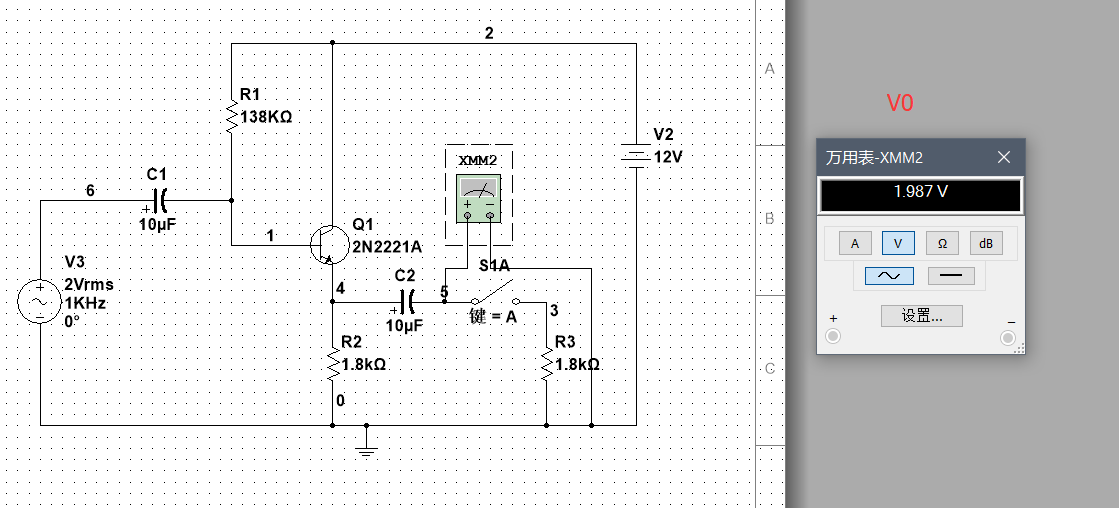 2
A
R1
138KΩ
V0
V2
12V
万用表-XMM2
XMM2
1.987 V
C1
6
+
10µF
+ −
B
Q1
2N2221A
1
A
V
Ω
dB
V3
2Vrms
1KHz
0°
S1A
C2
4
5
+
10µF
键 = A
3
设置...
+
−
R2
1.8kΩ
R3
1.8kΩ
C
0